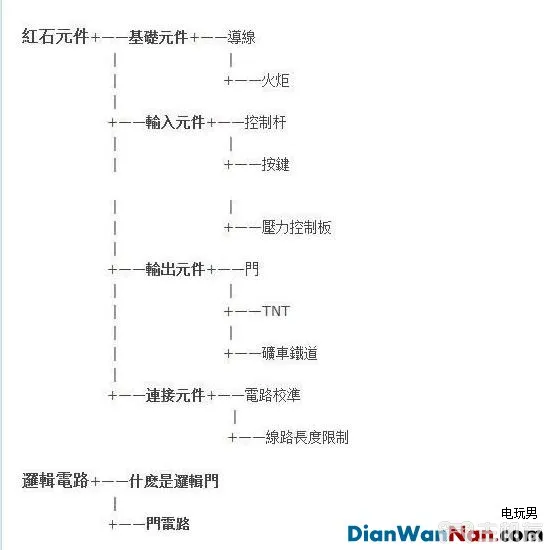 紅石元件+——基礎元件+——導線
|          |
|          +——火炬
|
+——輸入元件+——控制杆
|          |
|          +——按鍵
|          |
|          +——壓力控制板
|
+——輸出元件+——門
|          |
|          +——TNT
|          |
|          +——礦車鐵道
|
+——連接元件+——電路校準
|
+——線路長度限制
邏輯電路+——什麽是邏輯門
|
+——門電路
电玩男
DianWanNan.com